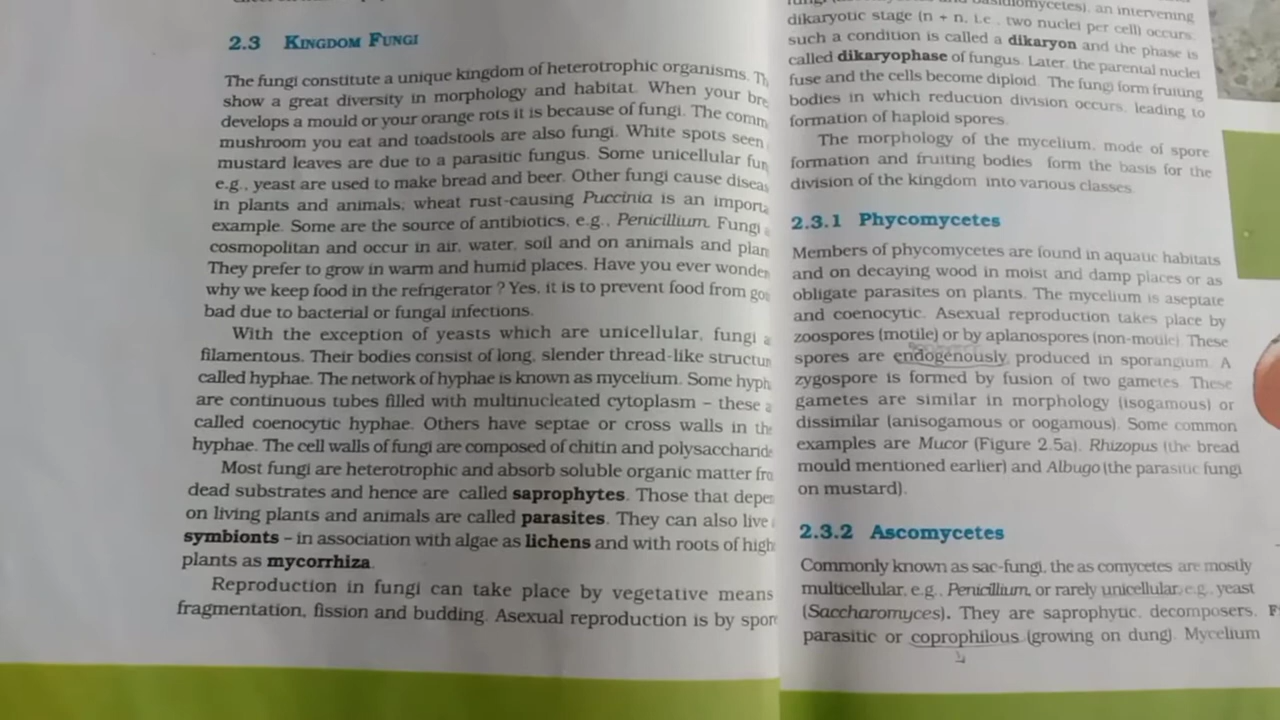 2.3 KINGDOM FUNGI
The fungi constitute a unique kingdom of heterotrophic organisms. Th
show a great diversity in morphology and habitat. When your bre
develops a mould or your orange rots it is because of fungi. The comm
mushroom you eat and toadstools are also fungi. White spots seen
mustard leaves are due to a parasitic fungus. Some unicellular fun
e.g., yeast are used to make bread and beer. Other fungi cause diseas
in plants and animals; wheat rust-causing Puccinia is an importa
example. Some are the source of antibiotics, e.g., Penicillium. Fungi a
cosmopolitan and occur in air, water, soil and on animals and plan
They prefer to grow in warm and humid places. Have you ever wonder
why we keep food in the refrigerator ? Yes, it is to prevent food from goi
bad due to bacterial or fungal infections.
With the exception of yeasts which are unicellular, fungi a
filamentous. Their bodies consist of long, slender thread-like structur
called hyphae. The network of hyphae is known as mycelium. Some hyph
are continuous tubes filled with multinucleated cytoplasm – these a
called coenocytic hyphae. Others have septae or cross walls in the
hyphae. The cell walls of fungi are composed of chitin and polysaccharide
Most fungi are heterotrophic and absorb soluble organic matter fro
dead substrates and hence are called saprophytes. Those that depen
on living plants and animals are called parasites. They can also live
symbionts – in association with algae as lichens and with roots of high
plants as mycorrhiza.
Reproduction in fungi can take place by vegetative means
fragmentation, fission and budding. Asexual reproduction is by spor
an intervening
dikaryotic stage (n + n, i.e., two nuclei per cell) occurs;
such a condition is called a dikaryon and the phase is
called dikaryophase of fungus. Later, the parental nuclei
fuse and the cells become diploid. The fungi form fruiting
bodies in which reduction division occurs, leading to
formation of haploid spores.
The morphology of the mycelium, mode of spore
formation and fruiting bodies form the basis for the
division of the kingdom into various classes.
2.3.1 Phycomycetes
Members of phycomycetes are found in aquatic habitats
and on decaying wood in moist and damp places or as
obligate parasites on plants. The mycelium is aseptate
and coenocytic. Asexual reproduction takes place by
zoospores (motile) or by aplanospores (non-motile). These
spores are endogenously produced in sporangium. A
zygospore is formed by fusion of two gametes. These
gametes are similar in morphology (isogamous) or
dissimilar (anisogamous or oogamous). Some common
examples are Mucor (Figure 2.5a), Rhizopus (the bread
mould mentioned earlier) and Albugo (the parasitic fungi
on mustard).
2.3.2 Ascomycetes
Commonly known as sac-fungi, the as comycetes are mostly
multicellular, e.g., Penicillium, or rarely unicellular, e.g., yeast
(Saccharomyces). They are saprophytic, decomposers, F
parasitic or coprophilous (growing on dung). Mycelium